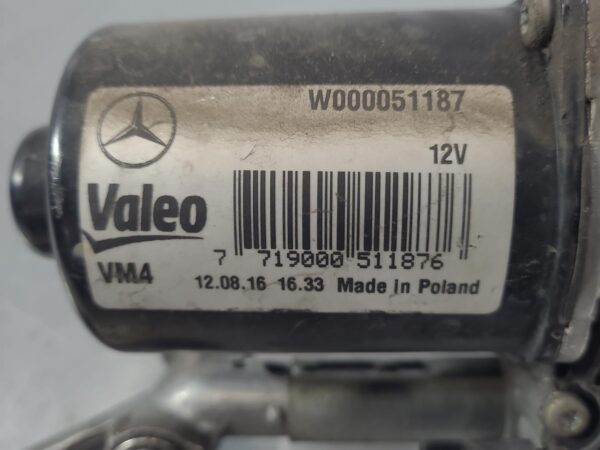 W000051187
12V
Valeo
7 719000 511876
VM4
12.08.16 16.33 Made In Poland